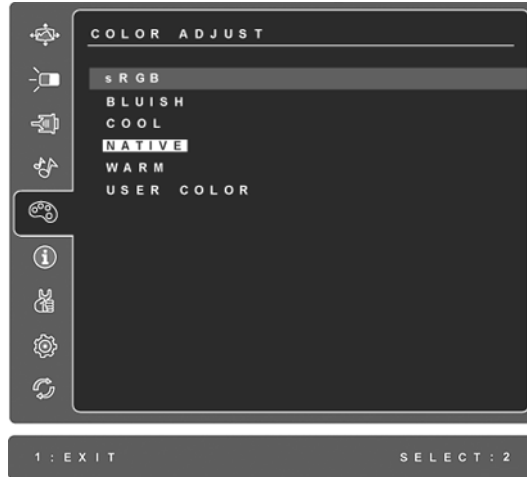 COLOR ADJUST
sRGB
BLUISH
COOL
NATIVE
WARM
USER COLOR
1:EXIT SELECT:2